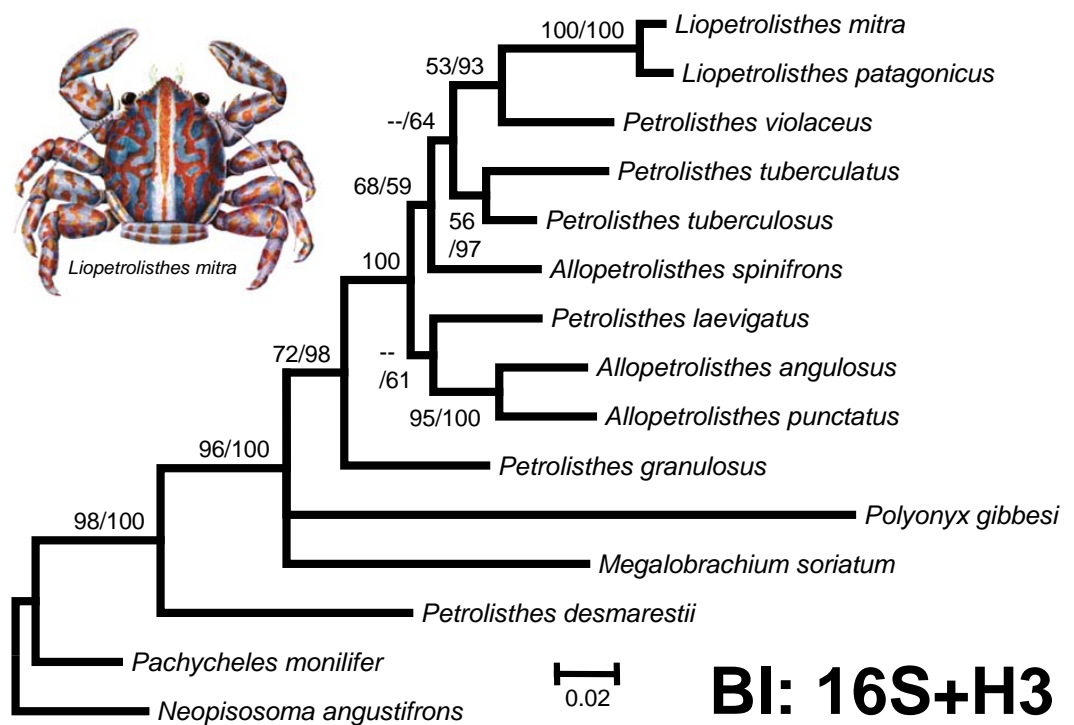 100/100
Liopetrolisthes mitra
53/93
Liopetrolisthes patagonicus
--/64
Petrolisthes violaceus
68/59
Petrolisthes tuberculatus
56
/97
Petrolisthes tuberculosus
Liopetrolisthes mitra
100
Allopetrolisthes spinifrons
Petrolisthes laevigatus
72/98
--
/61
Allopetrolisthes angulosus
95/100
Allopetrolisthes punctatus
96/100
Petrolisthes granulosus
98/100
Polyonyx gibbesi
Megalobrachium soriatum
Petrolisthes desmarestii
Pachycheles monilifer
0.02
BI: 16S+H3
Neopisosoma angustifrons